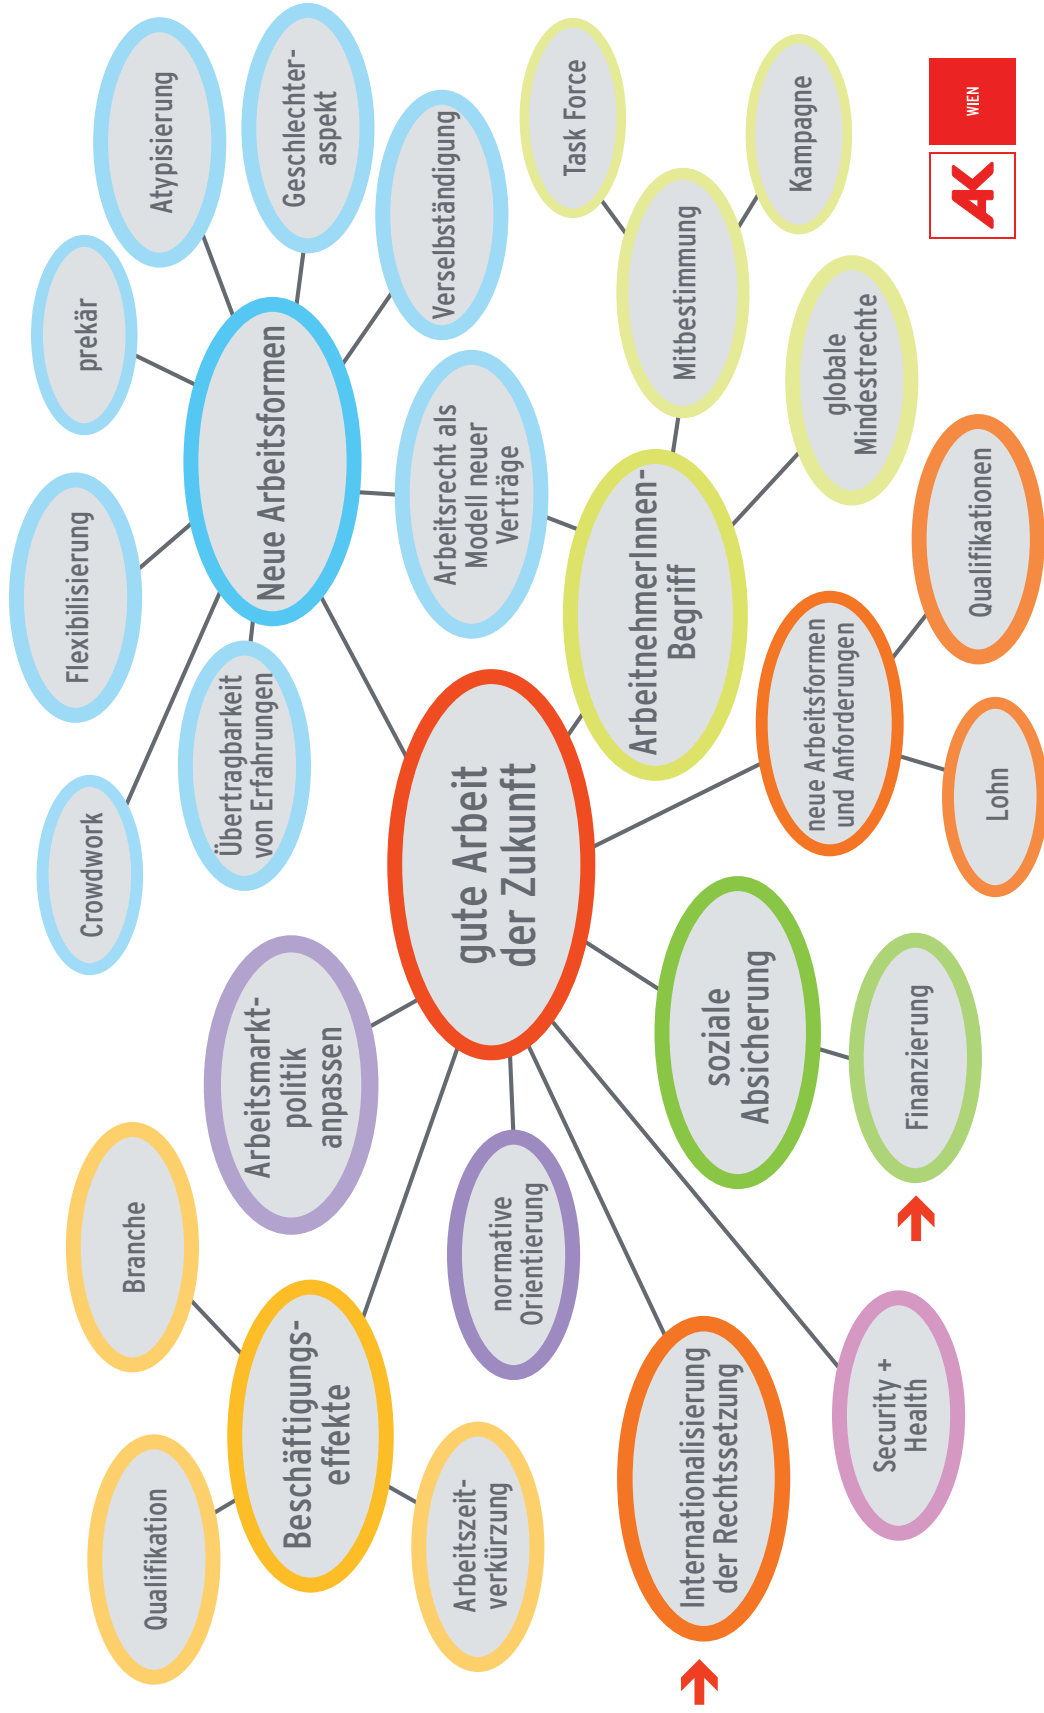 Qualifikation
Branche
Beschäftigungs-
effekte
Arbeitszeit-
verkürzung
Arbeitsmarkt-
politik
anpassen
normative
Orientierung
Internationalisierung
der Rechtssetzung
Security +
Health
gute Arbeit
der Zukunft
soziale
Absicherung
Finanzierung
Crowdwork
Flexibilisierung
prekär
Atypisierung
Übertragbarkeit
von Erfahrungen
Neue Arbeitsformen
Geschlechter-
aspekt
Verselbständigung
Arbeitsrecht als
Modell neuer
Verträge
ArbeitnehmerInnen-
Begriff
Mitbestimmung
Task Force
Kampagne
globale
Mindestrechte
neue Arbeitsformen
und Anforderungen
Lohn
Qualifikationen
AK
WIEN